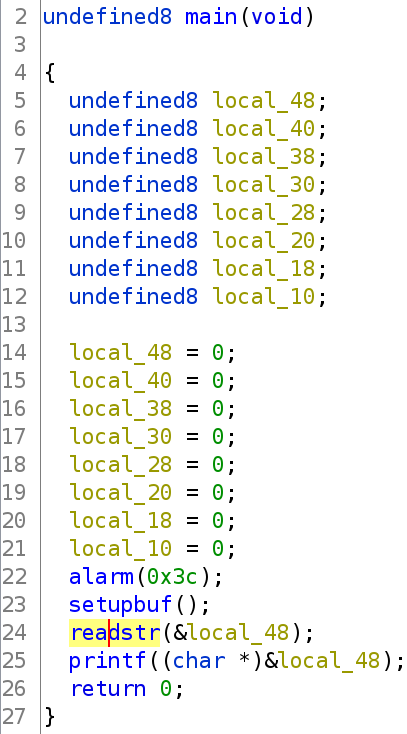 2 undefined8 main(void)
3
4 {
5 undefined8 local_48;
6 undefined8 local_40;
7 undefined8 local_38;
8 undefined8 local_30;
9 undefined8 local_28;
10 undefined8 local_20;
11 undefined8 local_18;
12 undefined8 local_10;
13
14 local_48 = 0;
15 local_40 = 0;
16 local_38 = 0;
17 local_30 = 0;
18 local_28 = 0;
19 local_20 = 0;
20 local_18 = 0;
21 local_10 = 0;
22 alarm(0x3c);
23 setupbuf();
24 readstr(&local_48);
25 printf((char *)&local_48);
26 return 0;
27 }